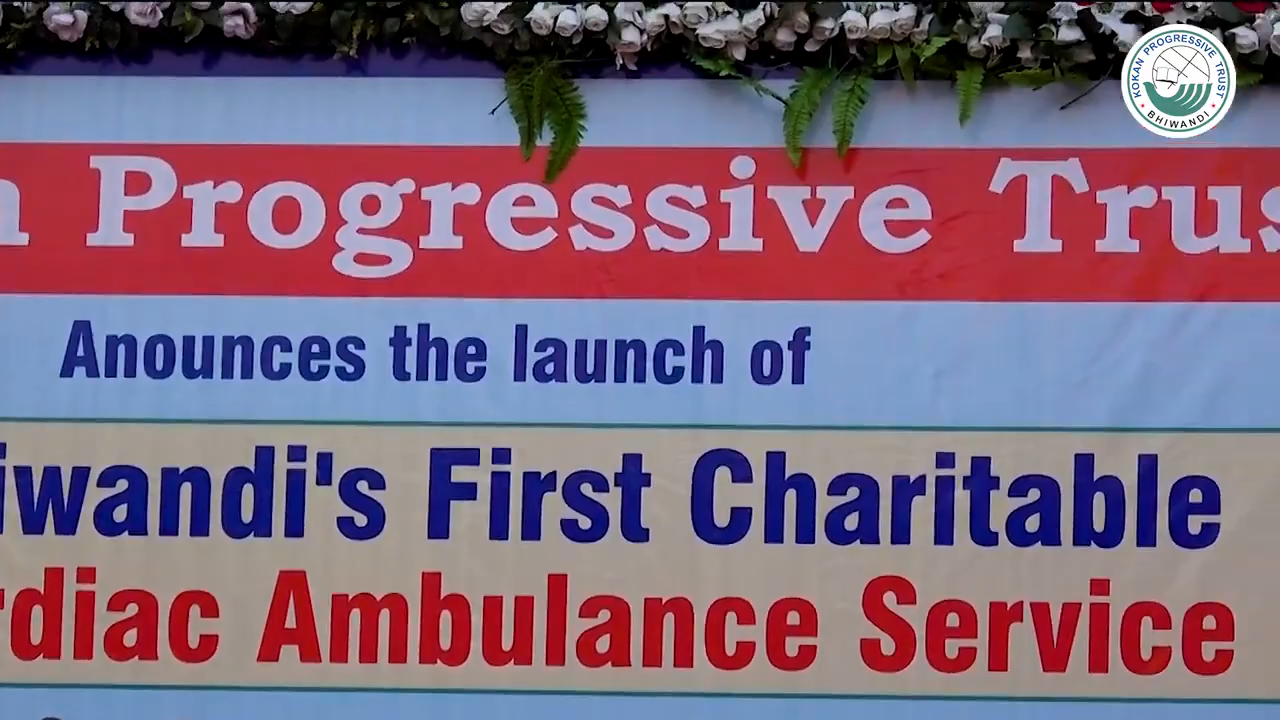 KOKAN PROGRESSIVE TRUST
BHIWANDI
n Progressive Trus
Anounces the launch of
iwandi's First Charitable
rdiac Ambulance Service